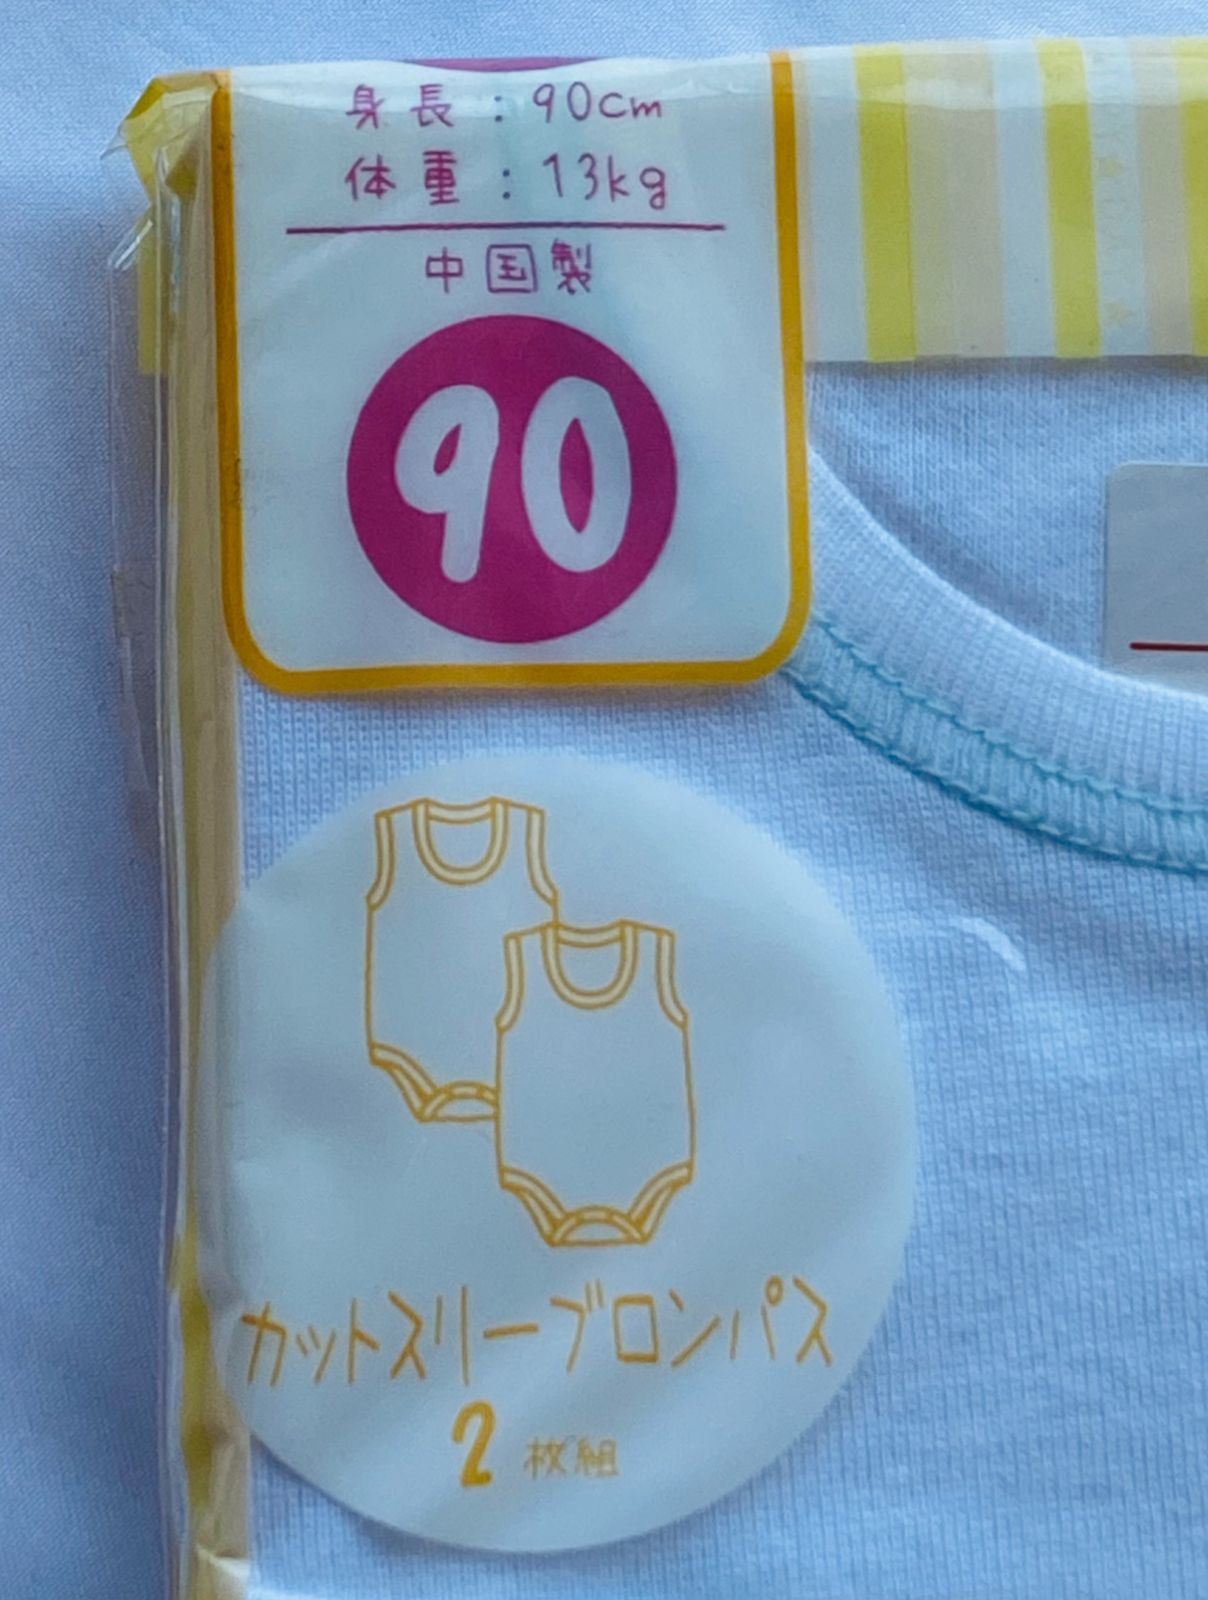 身長：90cm
体重：13kg
中国製
90
カットスリーブロンパス
2枚組